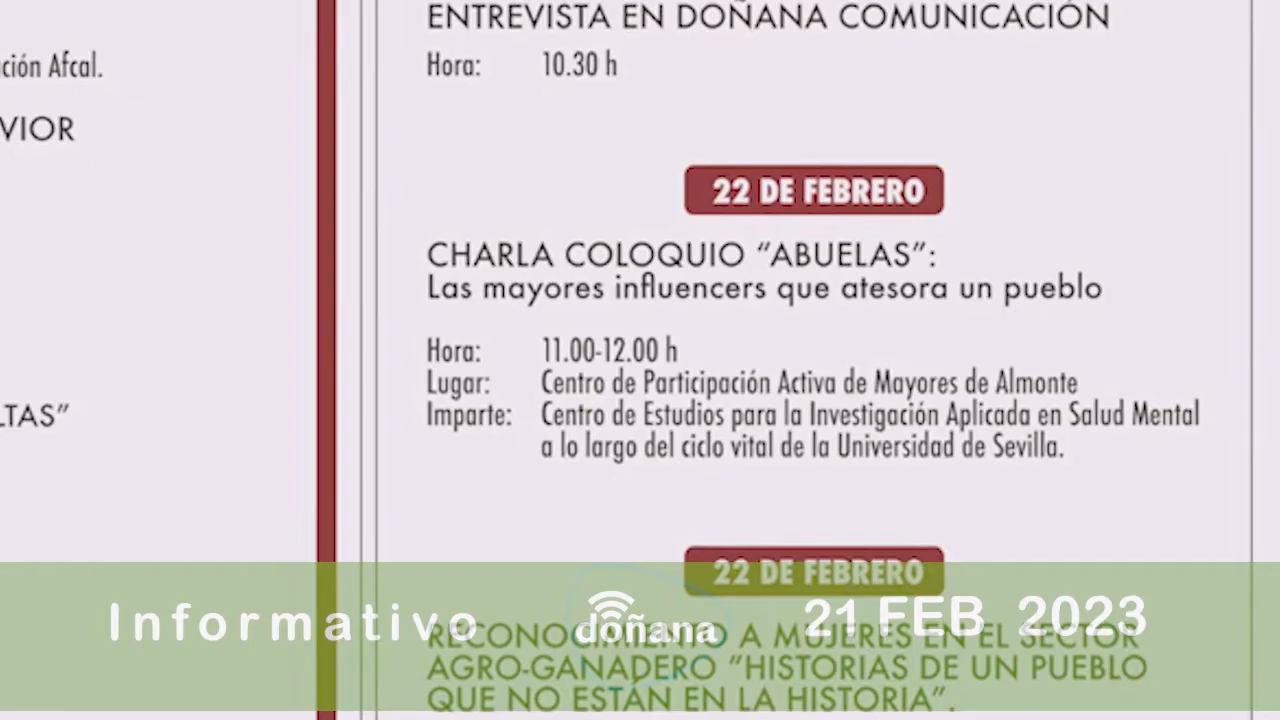 ción Afcal.
VIOR
LTAS”
ENTREVISTA EN DOÑANA COMUNICACIÓN
Hora: 10.30 h
22 DE FEBRERO
CHARLA COLOQUIO “ABUELAS”:
Las mayores influencers que atesora un pueblo
Hora: 11.00-12.00 h
Lugar: Centro de Participación Activa de Mayores de Almonte
Imparte: Centro de Estudios para la Investigación Aplicada en Salud Mental
a lo largo del ciclo vital de la Universidad de Sevilla.
22 DE FEBRERO
RECONOCIMIENTO A MUJERES EN EL SECTOR
AGRO-GANADERO “HISTORIAS DE UN PUEBLO
QUE NO ESTÁN EN LA HISTORIA”.
Informativo doñana 21 FEB 2023